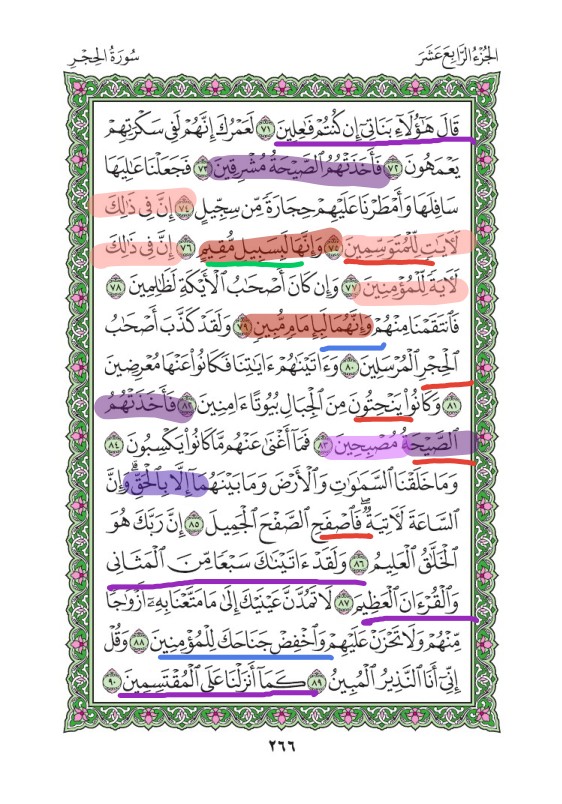 الجُزْءُ الرَّابِعَ عَشَرَ
سُورَةُ الحِجْرِ
قَالَ هَٰٓؤُلَآءِ بَنَاتِيٓ إِن كُنتُمۡ فَٰعِلِينَ ٧١ لَعَمۡرُكَ إِنَّهُمۡ لَفِي سَكۡرَتِهِمۡ
يَعۡمَهُونَ ٧٢ فَأَخَذَتۡهُمُ ٱلصَّيۡحَةُ مُشۡرِقِينَ ٧٣ فَجَعَلۡنَا عَٰلِيَهَا
سَافِلَهَا وَأَمۡطَرۡنَا عَلَيۡهِمۡ حِجَارَةٗ مِّن سِجِّيلٍ ٧٤ إِنَّ فِي ذَٰلِكَ
لَأٓيَٰتٖ لِّلۡمُتَوَسِّمِينَ ٧٥ وَإِنَّهَا لَبِسَبِيلٖ مُّقِيمٍ ٧٦ إِنَّ فِي ذَٰلِكَ
لَأٓيَةٗ لِّلۡمُؤۡمِنِينَ ٧٧ وَإِن كَانَ أَصۡحَٰبُ ٱلۡأَيۡكَةِ لَظَٰلِمِينَ ٧٨
فَٱنتَقَمۡنَا مِنۡهُمۡ وَإِنَّهُمَا لَبِإِمَامٖ مُّبِينٖ ٧٩ وَلَقَدۡ كَذَّبَ أَصۡحَٰبُ
ٱلۡحِجۡرِ ٱلۡمُرۡسَلِينَ ٨٠ وَءَاتَيۡنَٰهُمۡ ءَايَٰتِنَا فَكَانُواْ عَنۡهَا مُعۡرِضِينَ
٨١ وَكَانُواْ يَنۡحِتُونَ مِنَ ٱلۡجِبَالِ بُيُوتًا ءَامِنِينَ ٨٢ فَأَخَذَتۡهُمُ
ٱلصَّيۡحَةُ مُصۡبِحِينَ ٨٣ فَمَآ أَغۡنَىٰ عَنۡهُم مَّا كَانُواْ يَكۡسِبُونَ ٨٤
وَمَا خَلَقۡنَا ٱلسَّمَٰوَٰتِ وَٱلۡأَرۡضَ وَمَا بَيۡنَهُمَآ إِلَّا بِٱلۡحَقِّۗ وَإِنَّ
ٱلسَّاعَةَ لَأٓتِيَةٞۖ فَٱصۡفَحِ ٱلصَّفۡحَ ٱلۡجَمِيلَ ٨٥ إِنَّ رَبَّكَ هُوَ
ٱلۡخَلَّٰقُ ٱلۡعَلِيمُ ٨٦ وَلَقَدۡ ءَاتَيۡنَٰكَ سَبۡعٗا مِّنَ ٱلۡمَثَانِي
وَٱلۡقُرۡءَانَ ٱلۡعَظِيمَ ٨٧ لَا تَمُدَّنَّ عَيۡنَيۡكَ إِلَىٰ مَا مَتَّعۡنَا بِهِۦٓ أَزۡوَٰجٗا
مِّنۡهُمۡ وَلَا تَحۡزَنۡ عَلَيۡهِمۡ وَٱخۡفِضۡ جَنَاحَكَ لِلۡمُؤۡمِنِينَ ٨٨ وَقُلۡ
إِنِّيٓ أَنَا ٱلنَّذِيرُ ٱلۡمُبِينُ ٨٩ كَمَآ أَنزَلۡنَا عَلَى ٱلۡمُقۡتَسِمِينَ ٩٠
٢٦٦